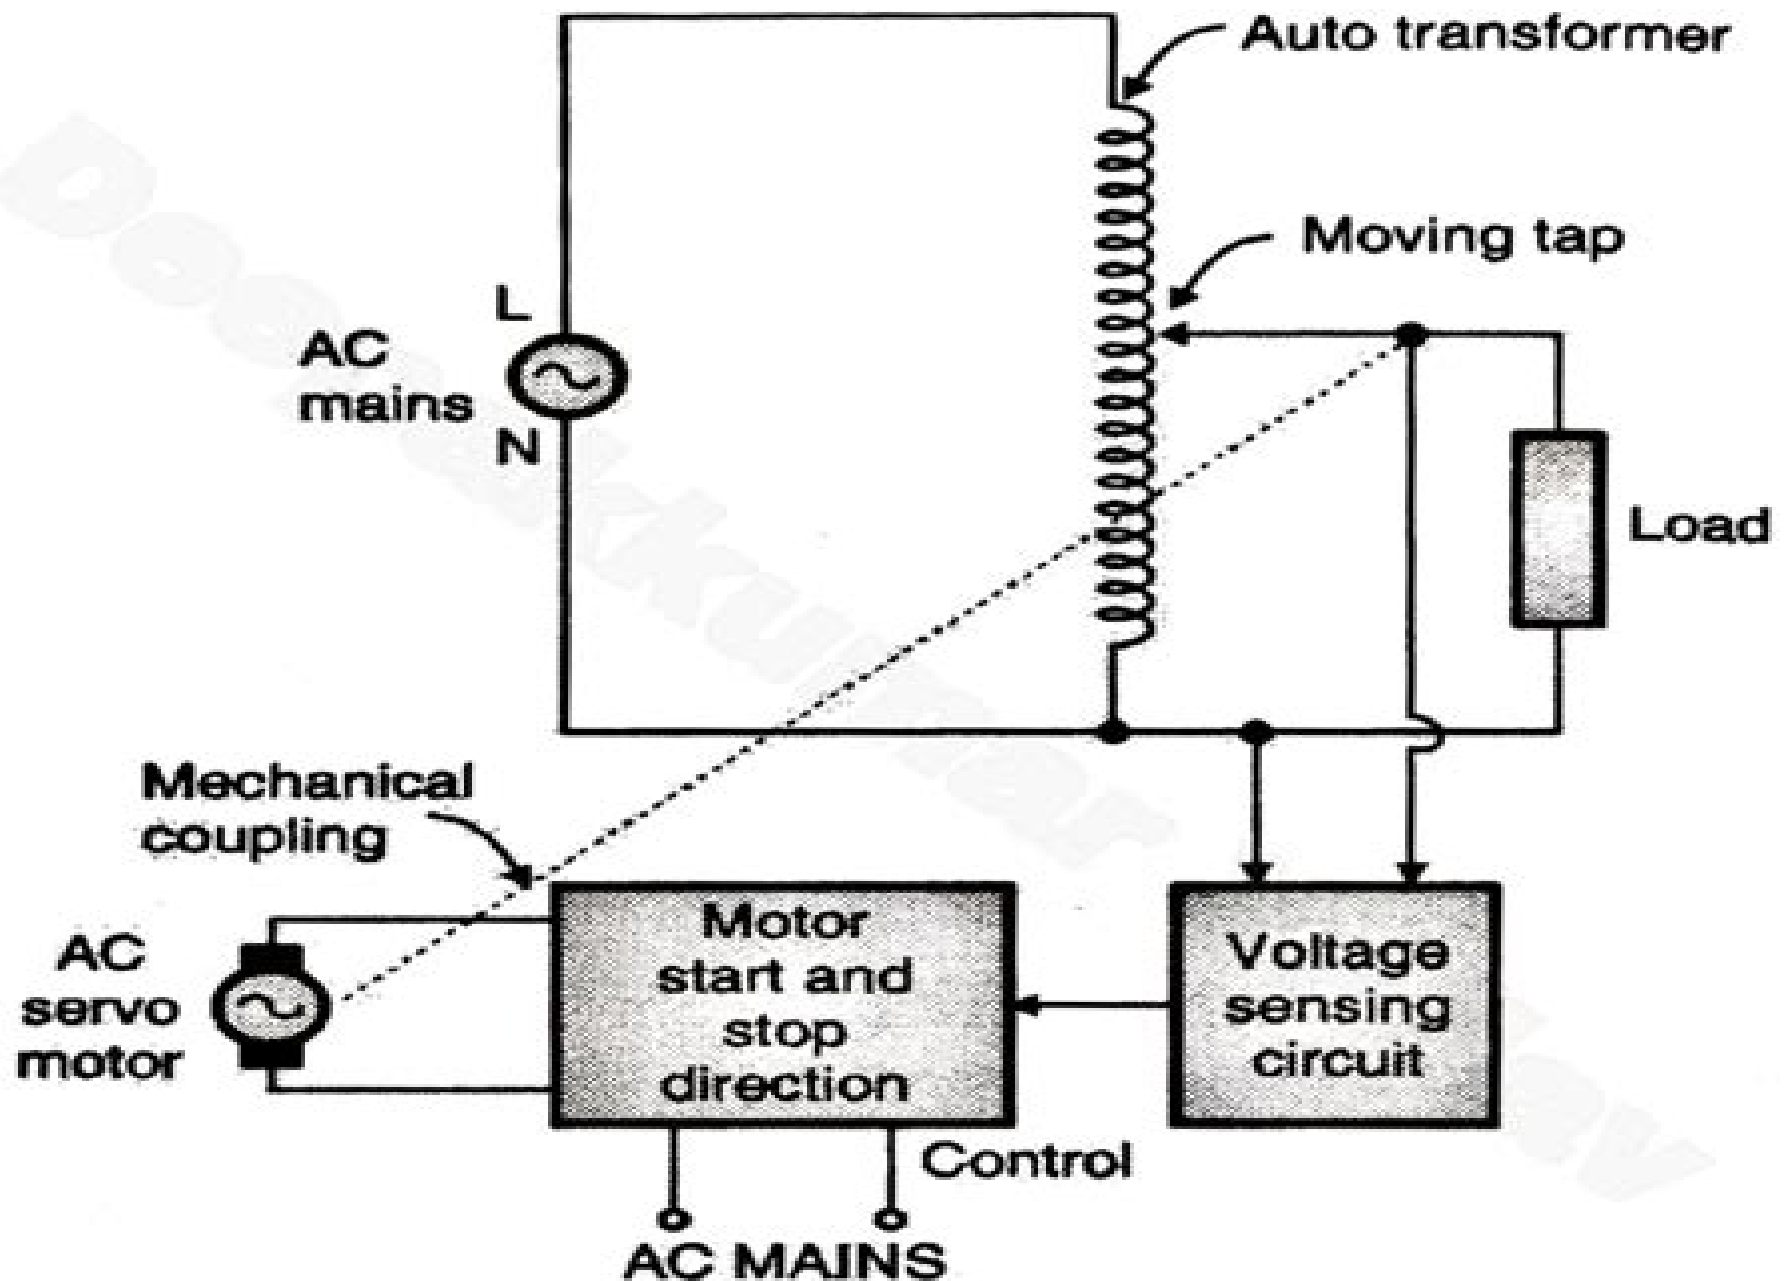 Auto transformer
Moving tap
L
AC
mains
N
Load
Mechanical
coupling
AC
servo
motor
Motor
start and
stop
direction
Voltage
sensing
circuit
Control
AC MAINS